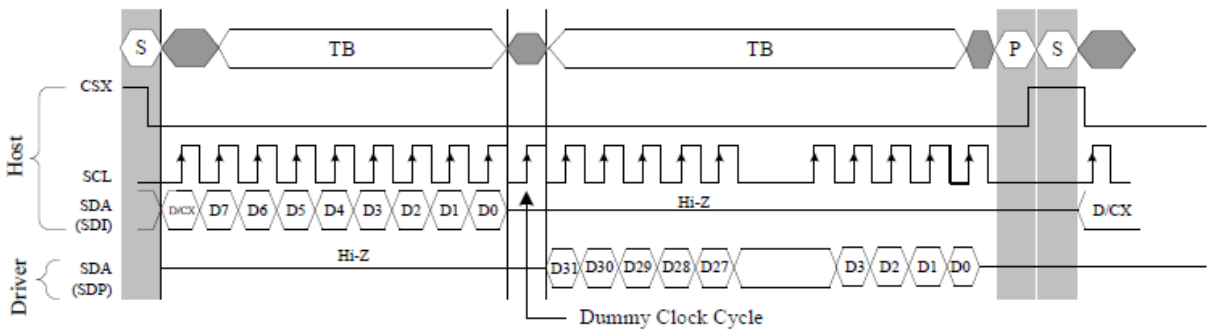 S TB TB P S
CSX
Host
SCL
SDA
(SDI)
D/CX D7 D6 D5 D4 D3 D2 D1 D0 Hi-Z D/CX
Driver
SDA
(SDP)
Hi-Z D31 D30 D29 D28 D27 D3 D2 D1 D0
Dummy Clock Cycle